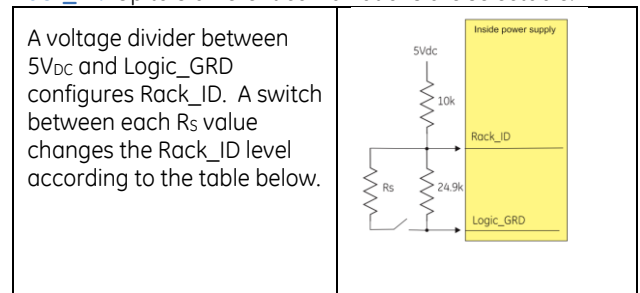 A voltage divider between
5VDC and Logic_GRD
configures Rack_ID. A switch
between each Rs value
changes the Rack_ID level
according to the table below.
Inside power supply
5Vdc
10k
Rack_ID
Rs
24.9k
Logic_GRD